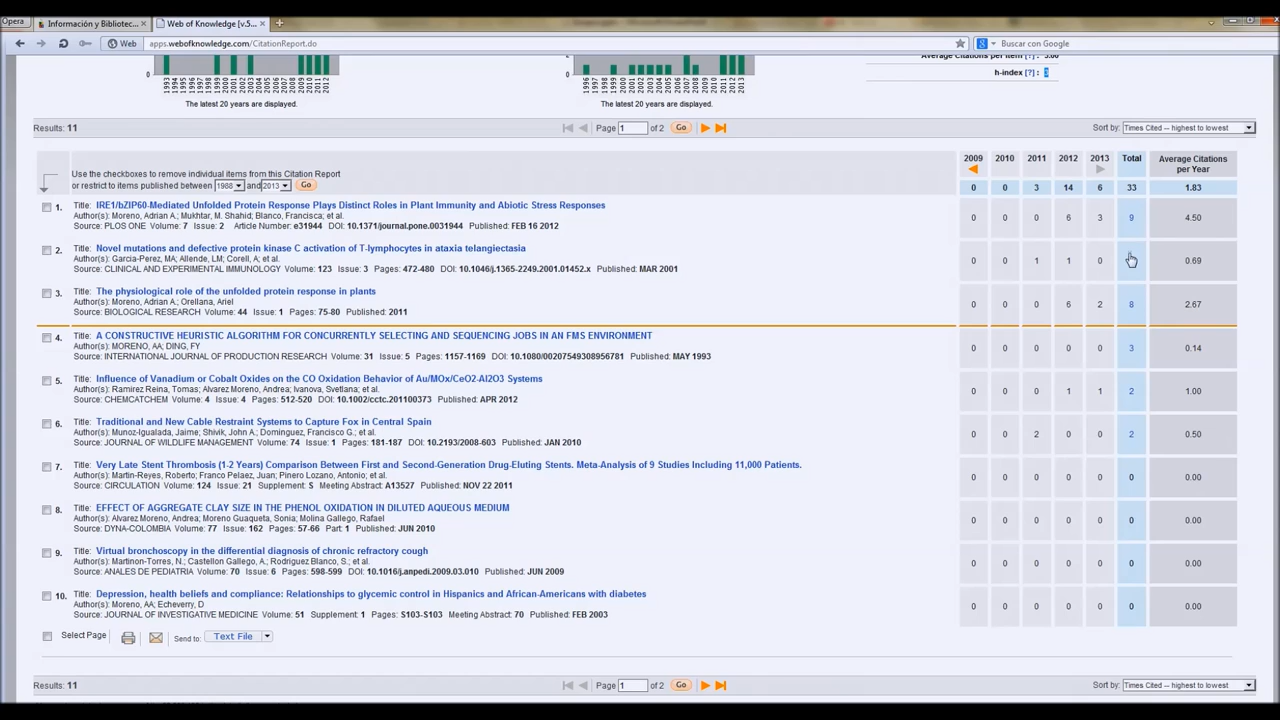 Opera
Información y Bibliotec...
Web of Knowledge [v.5...
Web
apps.webofknowledge.com/CitationReport.do
Buscar con Google
h-index [?] : 3
0
1993 1994 1995 1996 1997 1998 1999 2000 2001 2002 2003 2004 2005 2006 2007 2008 2009 2010 2011 2012
The latest 20 years are displayed.
The latest 20 years are displayed.
Results: 11
Page 1 of 2 Go
Sort by: Times Cited -- highest to lowest
Use the checkboxes to remove individual items from this Citation Report
or restrict to items published between 1988 and 2013 Go
2009 2010 2011 2012 2013 Total Average Citations per Year
0 0 3 14 6 33 1.83
1. Title: IRE1/bZIP60-Mediated Unfolded Protein Response Plays Distinct Roles in Plant Immunity and Abiotic Stress Responses
Author(s): Moreno, Adrian A.; Mukhtar, M. Shahid; Blanco, Francisca; et al.
Source: PLOS ONE Volume: 7 Issue: 2 Article Number: e31944 DOI: 10.1371/journal.pone.0031944 Published: FEB 16 2012
0 0 0 6 3 9 4.50
2. Title: Novel mutations and defective protein kinase C activation of T-lymphocytes in ataxia telangiectasia
Author(s): Garcia-Perez, MA; Allende, LM; Corell, A; et al.
Source: CLINICAL AND EXPERIMENTAL IMMUNOLOGY Volume: 123 Issue: 3 Pages: 472-480 DOI: 10.1046/j.1365-2249.2001.01452.x Published: MAR 2001
0 0 1 1 0 0.69
3. Title: The physiological role of the unfolded protein response in plants
Author(s): Moreno, Adrian A.; Orellana, Ariel
Source: BIOLOGICAL RESEARCH Volume: 44 Issue: 1 Pages: 75-80 Published: 2011
0 0 0 6 2 8 2.67
4. Title: A CONSTRUCTIVE HEURISTIC ALGORITHM FOR CONCURRENTLY SELECTING AND SEQUENCING JOBS IN AN FMS ENVIRONMENT
Author(s): MORENO, AA; DING, FY
Source: INTERNATIONAL JOURNAL OF PRODUCTION RESEARCH Volume: 31 Issue: 5 Pages: 1157-1169 DOI: 10.1080/00207549308956781 Published: MAY 1993
0 0 0 0 0 3 0.14
5. Title: Influence of Vanadium or Cobalt Oxides on the CO Oxidation Behavior of Au/MOx/CeO2-Al2O3 Systems
Author(s): Ramirez Reina, Tomas; Alvarez Moreno, Andrea; Ivanova, Svetlana; et al.
Source: CHEMCATCHEM Volume: 4 Issue: 4 Pages: 512-520 DOI: 10.1002/cctc.201100373 Published: APR 2012
0 0 0 1 1 2 1.00
6. Title: Traditional and New Cable Restraint Systems to Capture Fox in Central Spain
Author(s): Munoz-Igualada, Jaime; Shivik, John A.; Dominguez, Francisco G.; et al.
Source: JOURNAL OF WILDLIFE MANAGEMENT Volume: 74 Issue: 1 Pages: 181-187 DOI: 10.2193/2008-603 Published: JAN 2010
0 0 2 0 0 2 0.50
7. Title: Very Late Stent Thrombosis (1-2 Years) Comparison Between First and Second-Generation Drug-Eluting Stents. Meta-Analysis of 9 Studies Including 11,000 Patients.
Author(s): Martin-Reyes, Roberto; Franco Pelaez, Juan; Pinero Lozano, Antonio; et al.
Source: CIRCULATION Volume: 124 Issue: 21 Supplement: S Meeting Abstract: A13527 Published: NOV 22 2011
0 0 0 0 0 0 0.00
8. Title: EFFECT OF AGGREGATE CLAY SIZE IN THE PHENOL OXIDATION IN DILUTED AQUEOUS MEDIUM
Author(s): Alvarez Moreno, Andrea; Moreno Guaqueta, Sonia; Molina Gallego, Rafael
Source: DYNA-COLOMBIA Volume: 77 Issue: 162 Pages: 57-66 Part: 1 Published: JUN 2010
0 0 0 0 0 0 0.00
9. Title: Virtual bronchoscopy in the differential diagnosis of chronic refractory cough
Author(s): Martinon-Torres, N.; Castellon Gallego, A.; Rodriguez Blanco, S.; et al.
Source: ANALES DE PEDIATRIA Volume: 70 Issue: 6 Pages: 598-599 DOI: 10.1016/j.anpedi.2009.03.010 Published: JUN 2009
0 0 0 0 0 0 0.00
10. Title: Depression, health beliefs and compliance: Relationships to glycemic control in Hispanics and African-Americans with diabetes
Author(s): Moreno, AA; Echeverry, D
Source: JOURNAL OF INVESTIGATIVE MEDICINE Volume: 51 Supplement: 1 Pages: S103-S103 Meeting Abstract: 70 Published: FEB 2003
0 0 0 0 0 0 0.00
Select Page Send to: Text File
Results: 11
Page 1 of 2 Go
Sort by: Times Cited -- highest to lowest